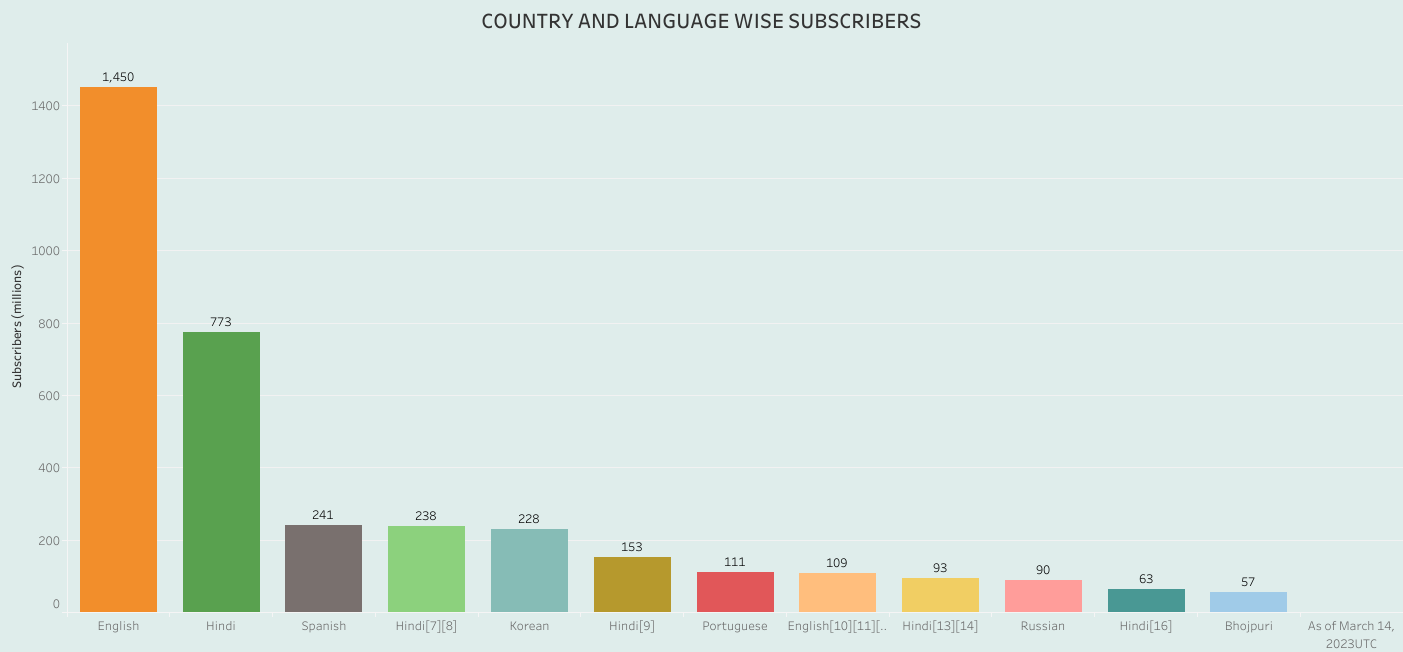 COUNTRY AND LANGUAGE WISE SUBSCRIBERS
Subscribers (millions)
1400
1200
1000
800
600
400
200
0
1,450
773
241
238
228
153
111
109
93
90
63
57
English
Hindi
Spanish
Hindi[7][8]
Korean
Hindi[9]
Portuguese
English[10][11][..
Hindi[13][14]
Russian
Hindi[16]
Bhojpuri
As of March 14,
2023UTC